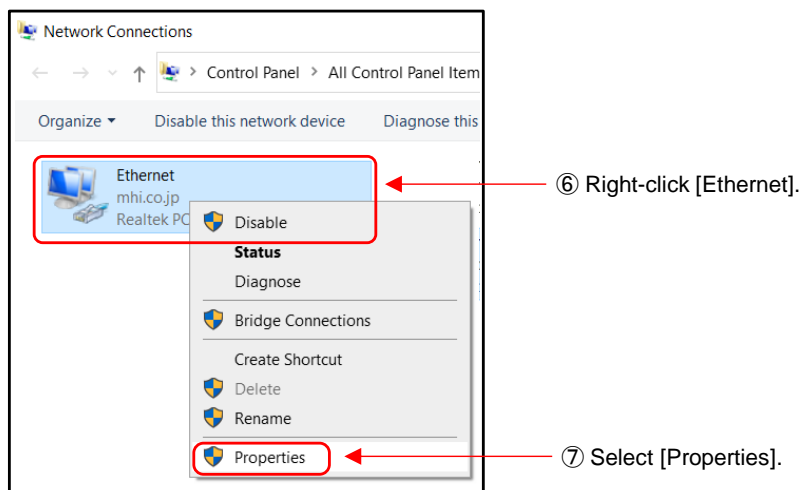 Network Connections
Control Panel > All Control Panel Item
Organize Disable this network device Diagnose this
Ethernet
mhi.co.jp
Realtek PC
⑥ Right-click [Ethernet].
Disable
Status
Diagnose
Bridge Connections
Create Shortcut
Delete
Rename
Properties
⑦ Select [Properties].